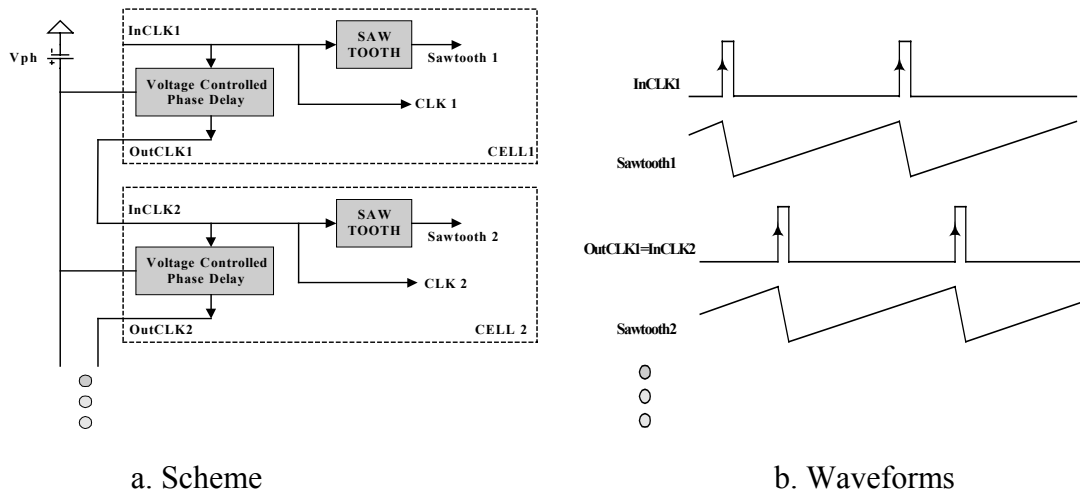 InCLK1
SAW
TOOTH
Sawtooth 1
Vph
Voltage Controlled
Phase Delay
CLK 1
OutCLK1
CELL1
InCLK2
SAW
TOOTH
Sawtooth 2
Voltage Controlled
Phase Delay
CLK 2
OutCLK2
CELL 2
a. Scheme
InCLK1
Sawtooth1
OutCLK1=InCLK2
Sawtooth2
b. Waveforms